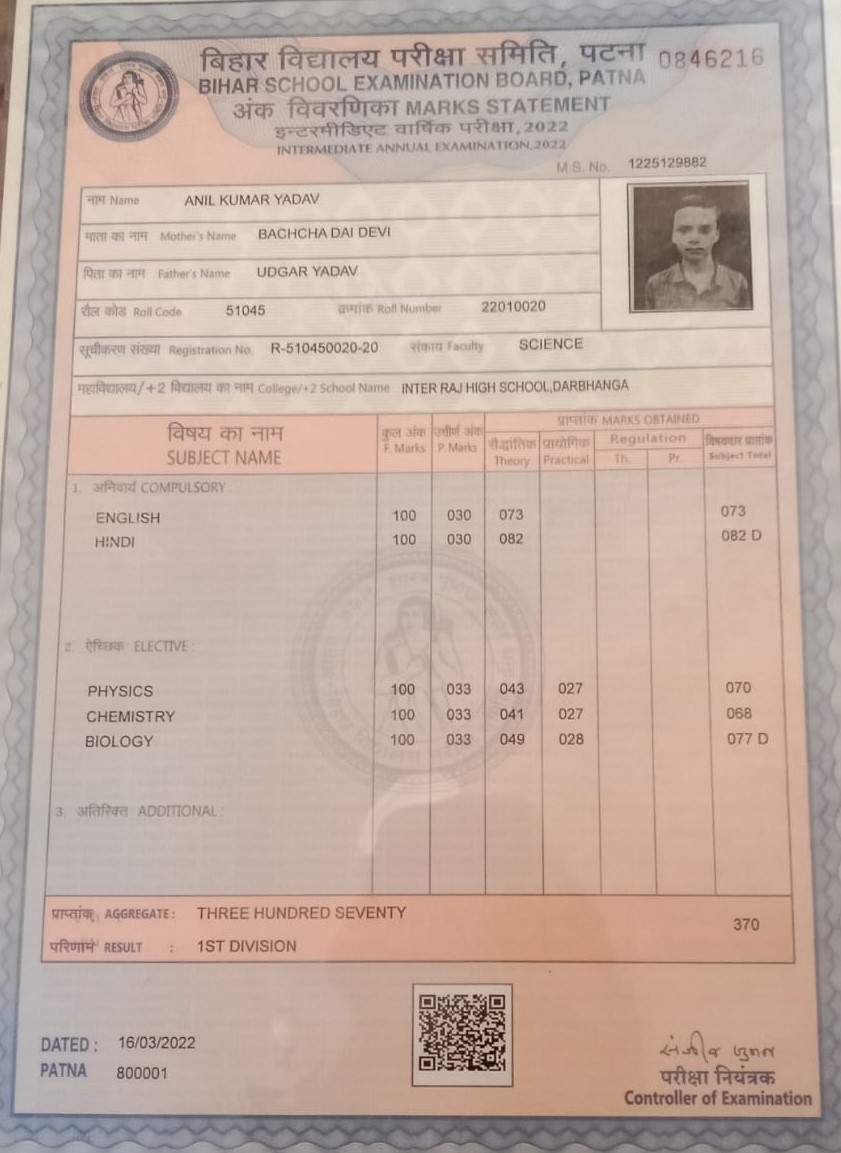 बिहार विद्यालय परीक्षा समिति, पटना 0846216
BIHAR SCHOOL EXAMINATION BOARD, PATNA
अंक विवरणिका MARKS STATEMENT
इन्टरमीडिएट वार्षिक परीक्षा, 2022
INTERMEDIATE ANNUAL EXAMINATION, 2022
M.S. No. 1225129882
नाम Name ANIL KUMAR YADAV
माता का नाम Mother's Name BACHCHA DAI DEVI
पिता का नाम Father's Name UDGAR YADAV
रौल कोड Roll Code 51045 क्रमांक Roll Number 22010020
सूचीकरण संख्या Registration No. R-510450020-20 संकाय Faculty SCIENCE
महाविद्यालय/+2 विद्यालय का नाम College/+2 School Name INTER RAJ HIGH SCHOOL,DARBHANGA
विषय का नाम SUBJECT NAME कुल अंक F. Marks उत्तीर्ण अंक P. Marks प्राप्तांक MARKS OBTAINED
सैद्धांतिक Theory प्रायोगिक Practical Regulation Th. Pr. विषयवार प्राप्तांक Subject Total
1. अनिवार्य COMPULSORY
ENGLISH 100 030 073 073
HINDI 100 030 082 082 D
2. ऐच्छिक ELECTIVE :
PHYSICS 100 033 043 027 070
CHEMISTRY 100 033 041 027 068
BIOLOGY 100 033 049 028 077 D
3. अतिरिक्त ADDITIONAL :
प्राप्तांक AGGREGATE : THREE HUNDRED SEVENTY 370
परिणाम RESULT : 1ST DIVISION
DATED : 16/03/2022
PATNA 800001
परीक्षा नियंत्रक
Controller of Examination